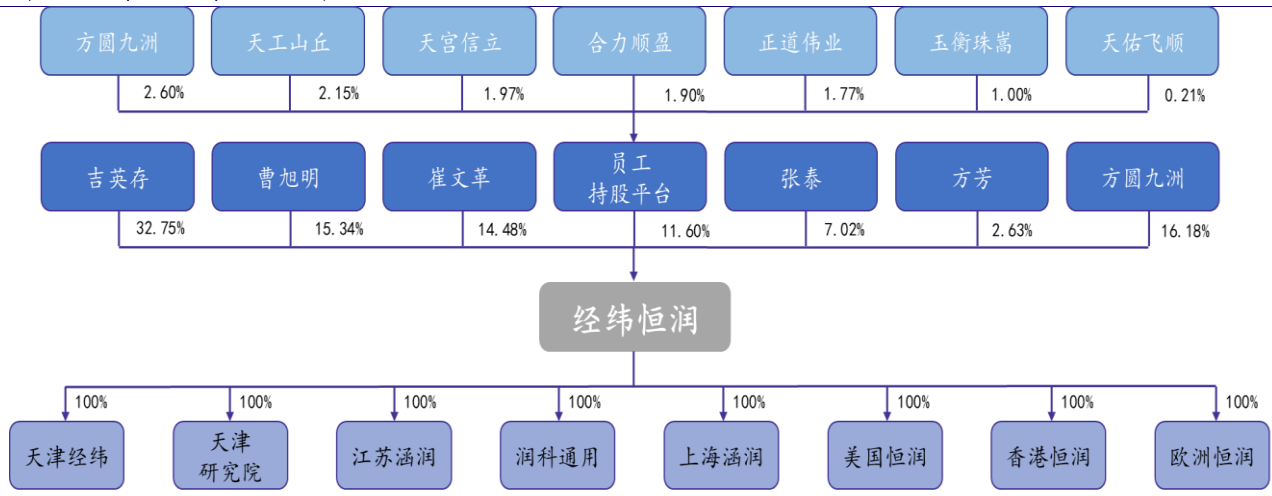 方圆九洲 天工山丘 天宫信立 合力顺盈 正道伟业 玉衡珠嵩 天佑飞顺
2.60% 2.15% 1.97% 1.90% 1.77% 1.00% 0.21%
吉英存 曹旭明 崔文革 员工 张泰 方芳 方圆九洲
持股平台
32.75% 15.34% 14.48% 11.60% 7.02% 2.63% 16.18%
经纬恒润
100% 100% 100% 100% 100% 100% 100% 100%
天津经纬 天津 江苏涵润 润科通用 上海涵润 美国恒润 香港恒润 欧洲恒润
研究院